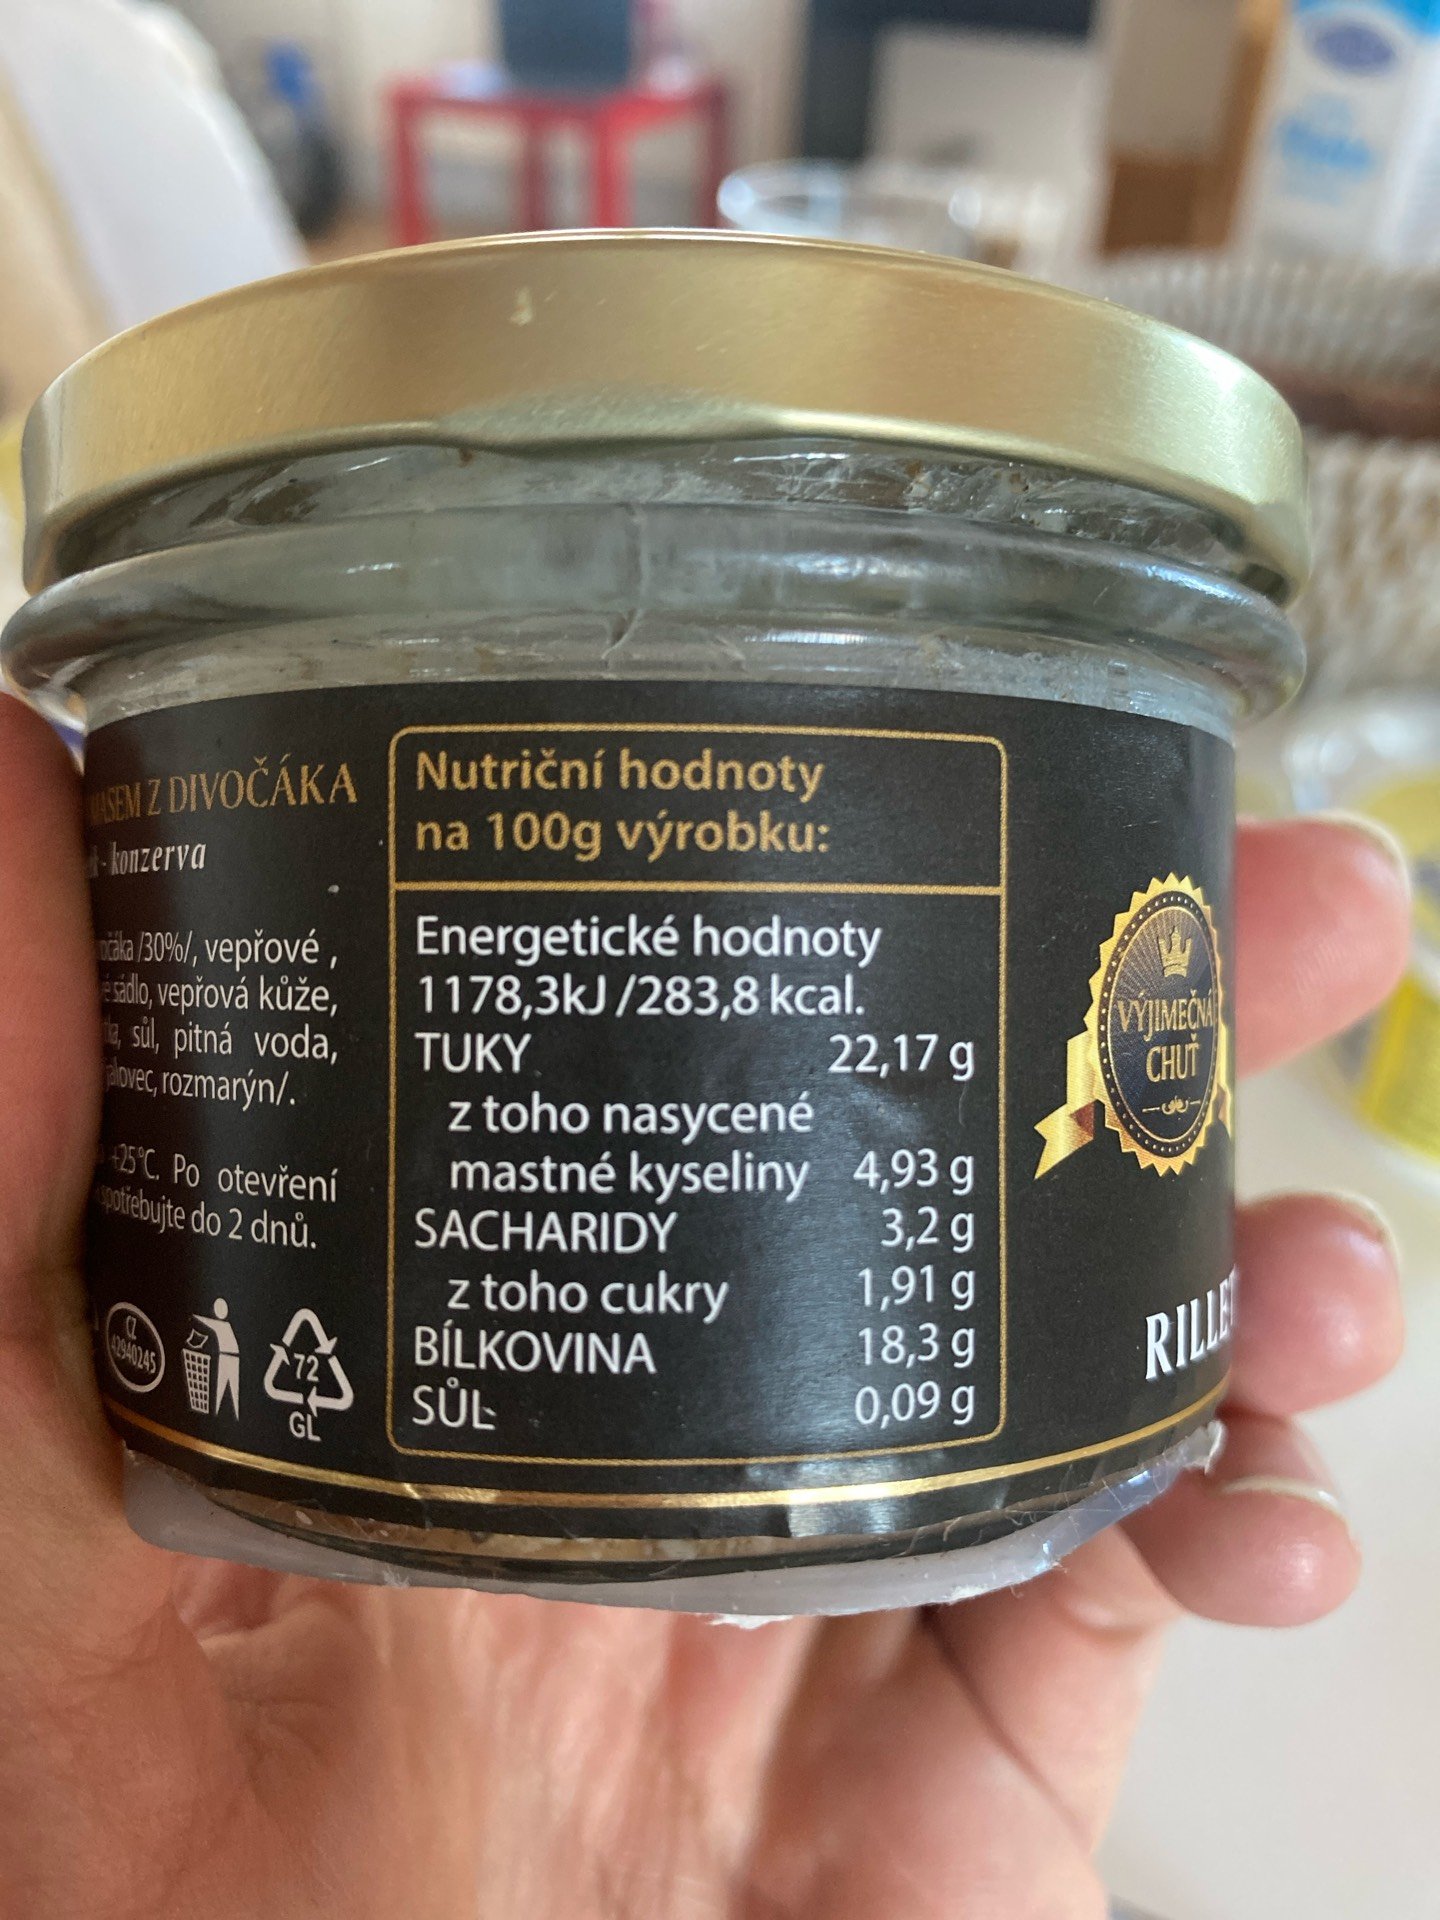 MASEM Z DIVOČÁKA
konzerva
/30%/, vepřové ,
sádlo, vepřová kůže,
sůl, pitná voda,
jalovec, rozmarýn/.
+25°C. Po otevření
spotřebujte do 2 dnů.
CZ
42940245
72
GL
Nutriční hodnoty
na 100g výrobku:
Energetické hodnoty
1178,3kJ /283,8 kcal.
TUKY 22,17 g
z toho nasycené
mastné kyseliny 4,93 g
SACHARIDY 3,2 g
z toho cukry 1,91 g
BÍLKOVINA 18,3 g
SŮL 0,09 g
VÝJIMEČNÁ
CHUŤ
RILLE